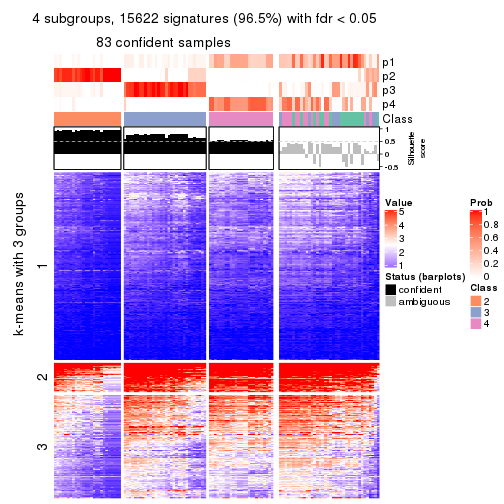 4 subgroups, 15622 signatures (96.5%) with fdr < 0.05
83 confident samples
p1
p2
p3
p4
Class
1
0.5
0
-0.5
Silhouette
score
k-means with 3 groups
1
2
3
Value
5
4
3
2
1
Status (barplots)
confident
ambiguous
Prob
1
0.8
0.6
0.4
0.2
0
Class
2
3
4